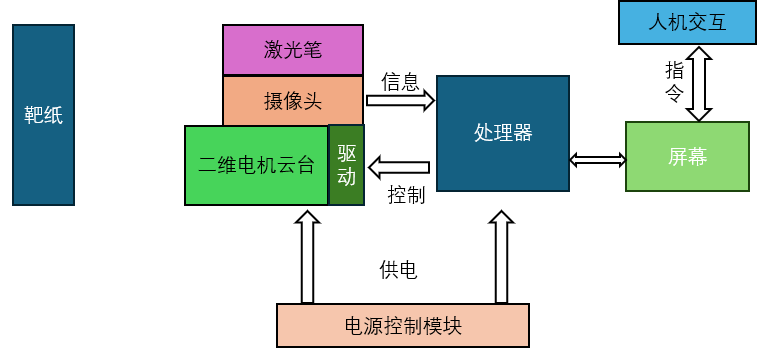 人机交互
激光笔
指令
摄像头
信息
靶纸
处理器
二维电机云台
驱动
屏幕
控制
供电
电源控制模块